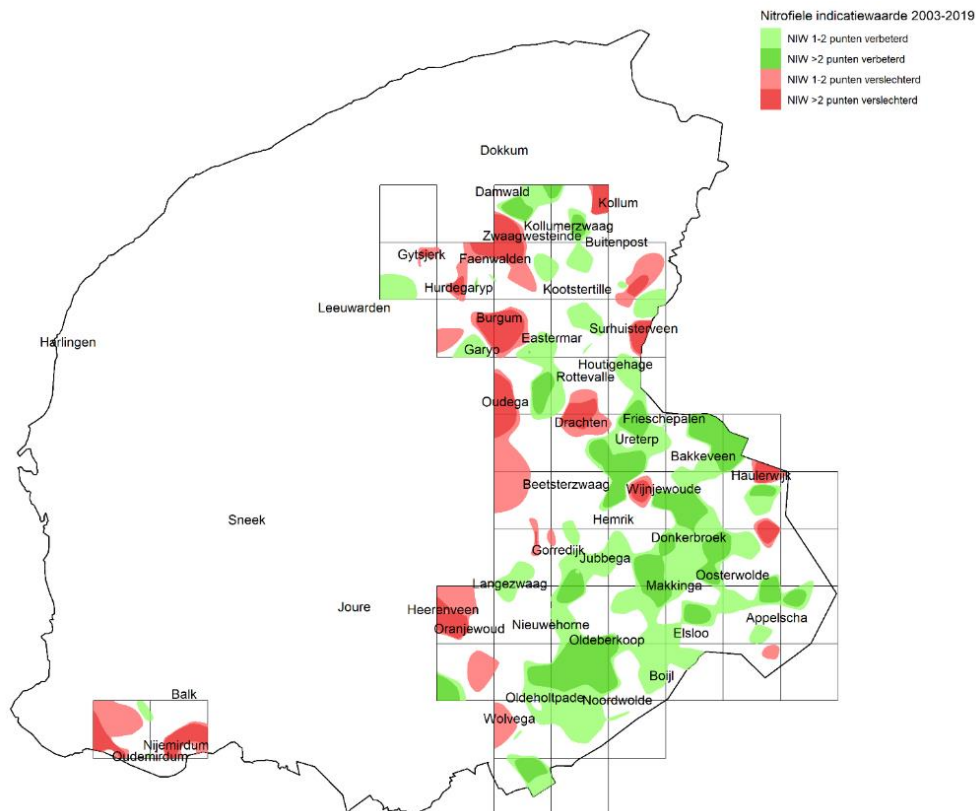 Nitrofiele indicatiewaarde 2003-2019
NIW 1-2 punten verbeterd
NIW >2 punten verbeterd
NIW 1-2 punten verslechterd
NIW >2 punten verslechterd
Dokkum
Damwald
Kollum
Kollumerzwaag
Zwaagwesteinde
Buitenpost
Gytsjerk
Faenwalden
Hurdegaryp
Kootstertille
Leeuwarden
Burgum
Surhuisterveen
Harlingen
Eastermar
Garyp
Houtigehage
Rottevalle
Oudega
Drachten
Frieschepalen
Ureterp
Bakkeveen
Haulerwijk
Beetsterzwaag
Wijnjewoude
Sneek
Hemrik
Donkerbroek
Gorredijk
Jubbega
Oosterwolde
Langezwaag
Makkinga
Joure
Heerenveen
Appelscha
Nieuwehorne
Oranjewoud
Elsloo
Oldeberkoop
Boijl
Balk
Oldeholtpade
Noordwolde
Wolvega
Nijemirdum
Oudemirdum